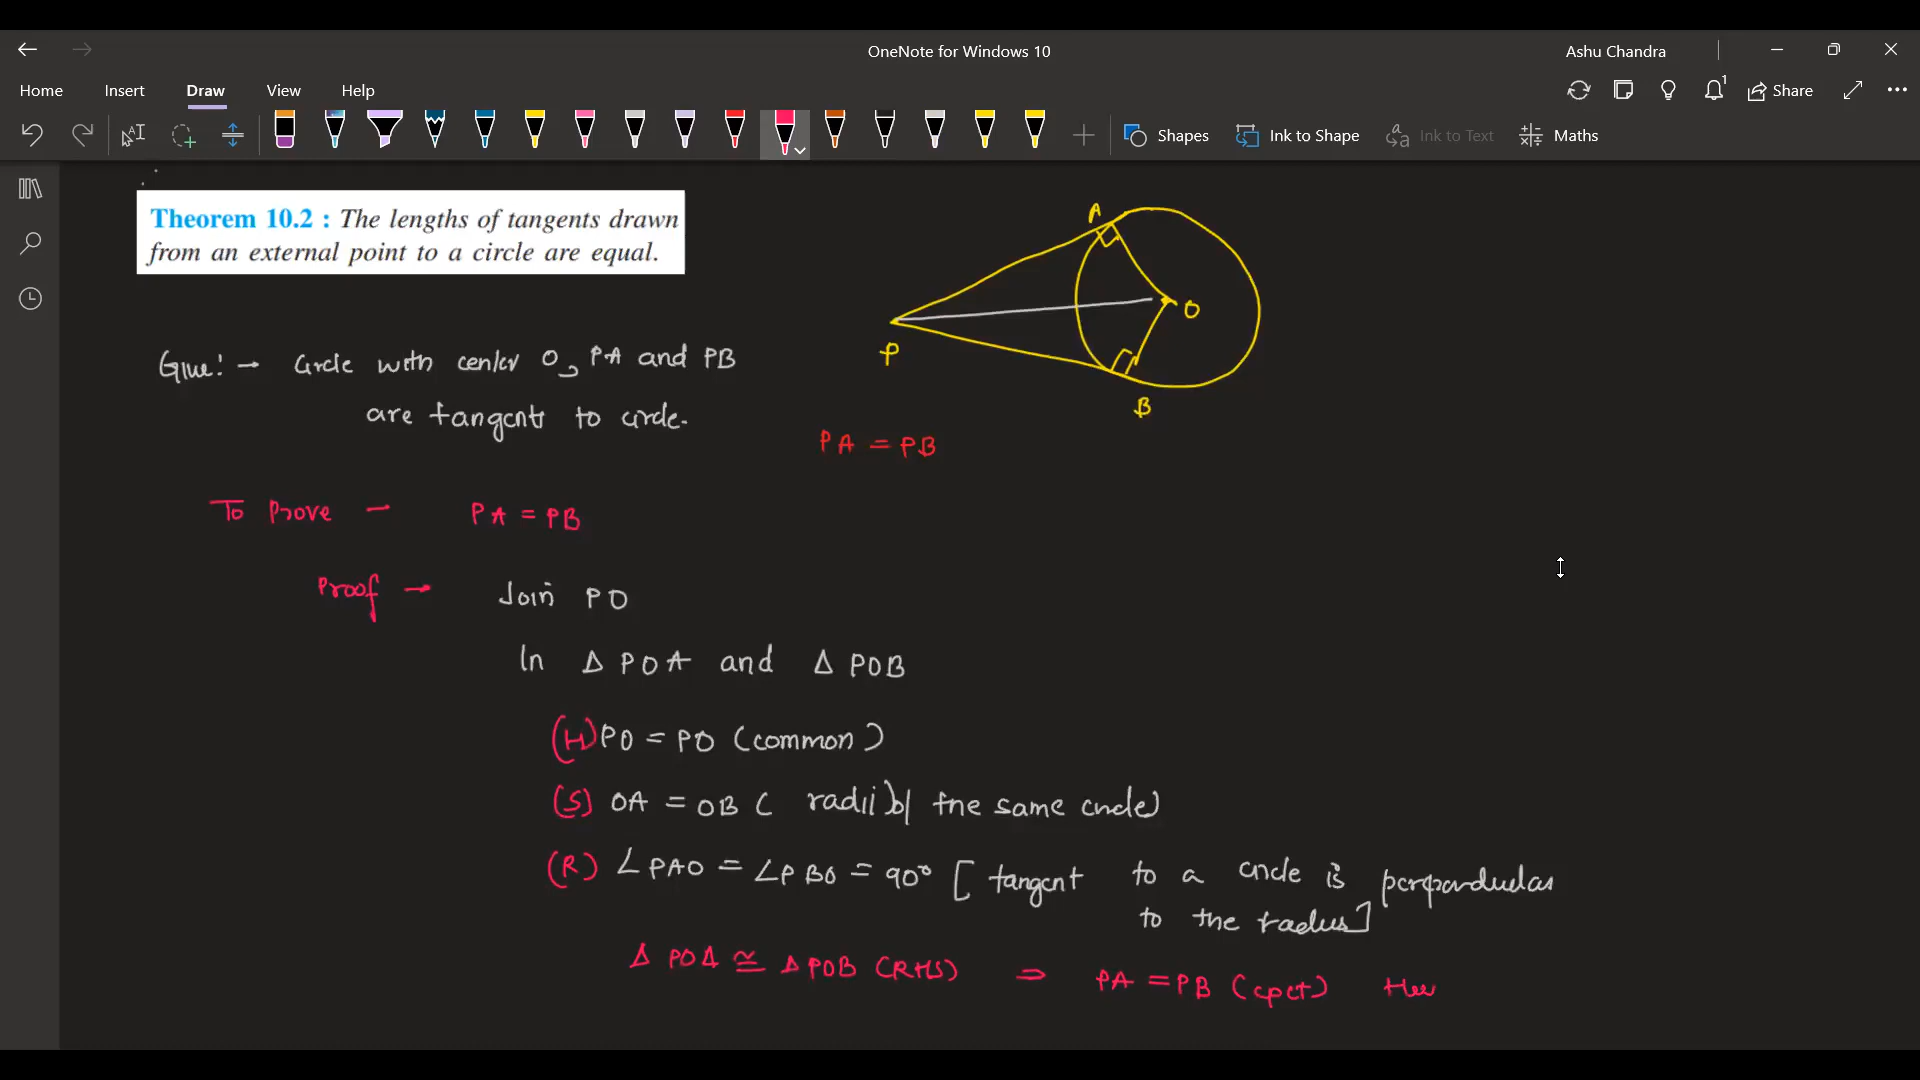 OneNote for Windows 10
Ashu Chandra
Home Insert Draw View Help
1 Share
Shapes Ink to Shape Ink to Text Maths
Theorem 10.2 : The lengths of tangents drawn
from an external point to a circle are equal.
A
O
P
B
Give! → Circle with center O, PA and PB
are tangents to circle.
PA = PB
To Prove - PA = PB
Proof → Join PO
In Δ POA and Δ POB
(H) PO = PO (common)
(S) OA = OB ( radii of the same circle)
(R) ∠PAO = ∠PBO = 90° [ tangent to a circle is perpendicular
to the radius]
Δ POA ≅ Δ POB (RHS) ⇒ PA = PB (cpct)